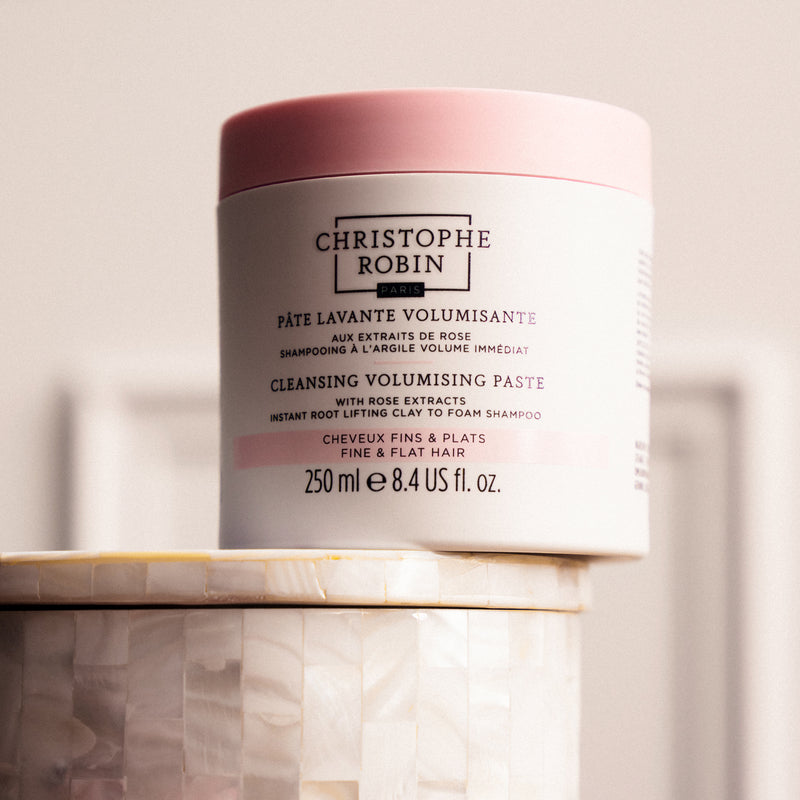 CHRISTOPHE
ROBIN
PARIS
PÂTE LAVANTE VOLUMISANTE
AUX EXTRAITS DE ROSE
SHAMPOOING À L'ARGILE VOLUME IMMÉDIAT
CLEANSING VOLUMISING PASTE
WITH ROSE EXTRACTS
INSTANT ROOT LIFTING CLAY TO FOAM SHAMPOO
CHEVEUX FINS & PLATS
FINE & FLAT HAIR
250 ml ℮ 8.4 US fl. oz.